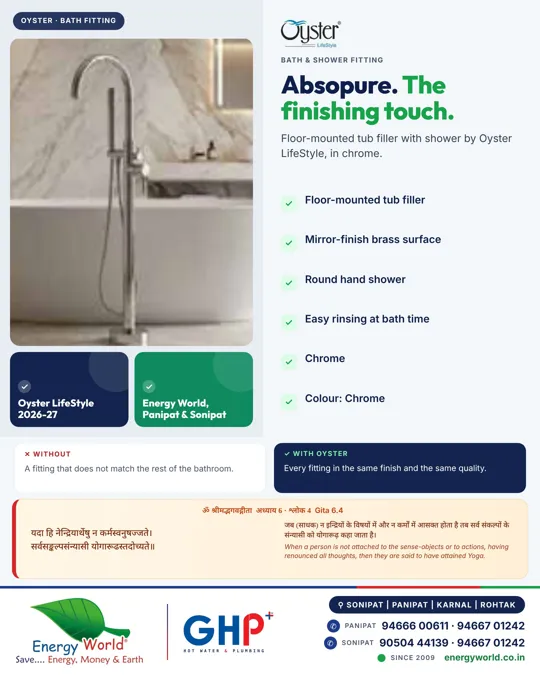 OYSTER · BATH FITTING
Oyster®
LifeStyle
BATH & SHOWER FITTING
Absopure. The
finishing touch.
Floor-mounted tub filler with shower by Oyster
LifeStyle, in chrome.
Floor-mounted tub filler
Mirror-finish brass surface
Round hand shower
Easy rinsing at bath time
Chrome
Colour: Chrome
Oyster LifeStyle
2026-27
Energy World,
Panipat & Sonipat
✕ WITHOUT
A fitting that does not match the rest of the bathroom.
✓ WITH OYSTER
Every fitting in the same finish and the same quality.
ॐ श्रीमद्भगवद्गीता अध्याय 6 · श्लोक 4 Gita 6.4
यदा हि नेन्द्रियार्थेषु न कर्मस्वनुषज्जते।
सर्वसङ्कल्पसंन्यासी योगारूढस्तदोच्यते॥
जब (साधक) न इन्द्रियों के विषयों में और न कर्मों में आसक्त होता है तब सर्व संकल्पों के
संन्यासी को योगारूढ़ कहा जाता है।
When a person is not attached to the sense-objects or to actions, having
renounced all thoughts, then they are said to have attained Yoga.
Energy World®
Save.... Energy, Money & Earth
GHP+
HOT WATER & PLUMBING
SONIPAT | PANIPAT | KARNAL | ROHTAK
PANIPAT 94666 00611 · 94667 01242
SONIPAT 90504 44139 · 94667 01242
SINCE 2009 energyworld.co.in